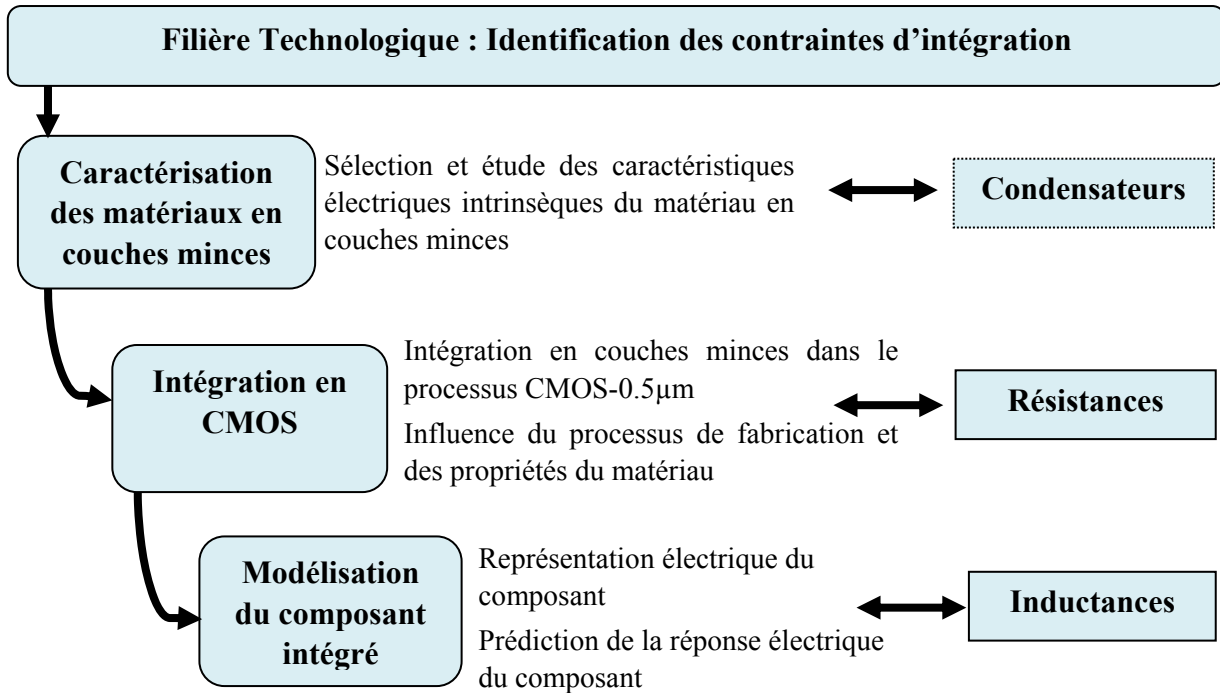 Filière Technologique : Identification des contraintes d’intégration
Caractérisation
des matériaux en
couches minces
Sélection et étude des caractéristiques
électriques intrinsèques du matériau en
couches minces
Condensateurs
Intégration en
CMOS
Intégration en couches minces dans le
processus CMOS-0.5µm
Influence du processus de fabrication et
des propriétés du matériau
Résistances
Modélisation
du composant
intégré
Représentation électrique du
composant
Prédiction de la réponse électrique
du composant
Inductances